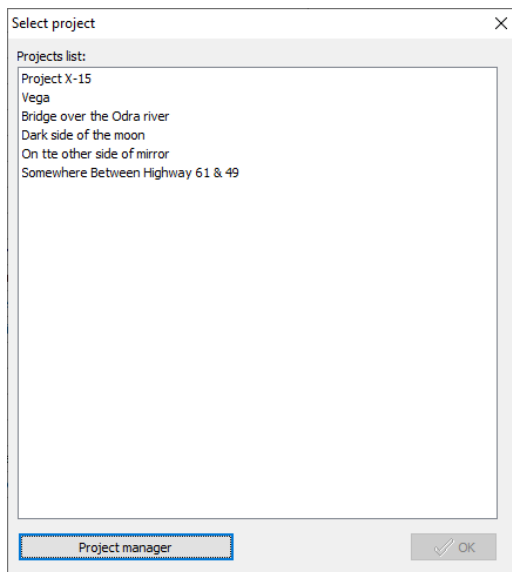 Select project
Projects list:
Project X-15
Vega
Bridge over the Odra river
Dark side of the moon
On tte other side of mirror
Somewhere Between Highway 61 & 49
Project manager
OK